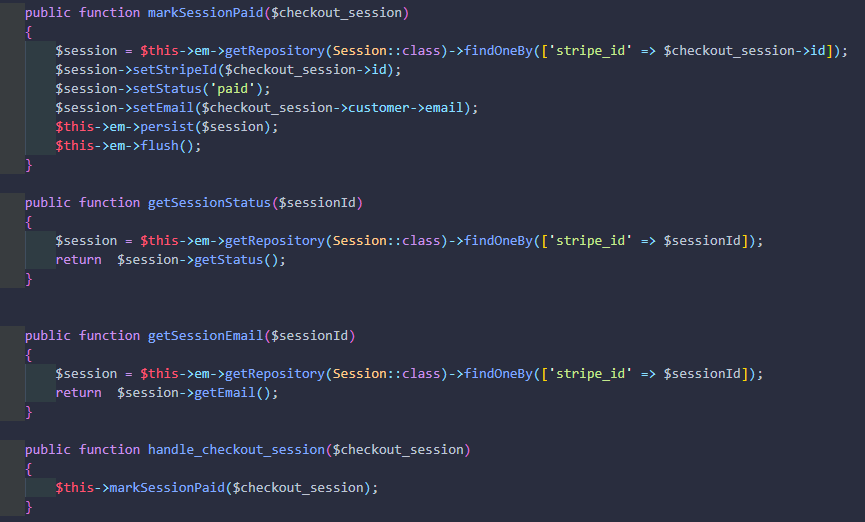 public function markSessionPaid($checkout_session)
{
    $session = $this->em->getRepository(Session::class)->findOneBy(['stripe_id' => $checkout_session->id]);
    $session->setStripeId($checkout_session->id);
    $session->setStatus('paid');
    $session->setEmail($checkout_session->customer->email);
    $this->em->persist($session);
    $this->em->flush();
}
public function getSessionStatus($sessionId)
{
    $session = $this->em->getRepository(Session::class)->findOneBy(['stripe_id' => $sessionId]);
    return  $session->getStatus();
}
public function getSessionEmail($sessionId)
{
    $session = $this->em->getRepository(Session::class)->findOneBy(['stripe_id' => $sessionId]);
    return  $session->getEmail();
}
public function handle_checkout_session($checkout_session)
{
    $this->markSessionPaid($checkout_session);
}